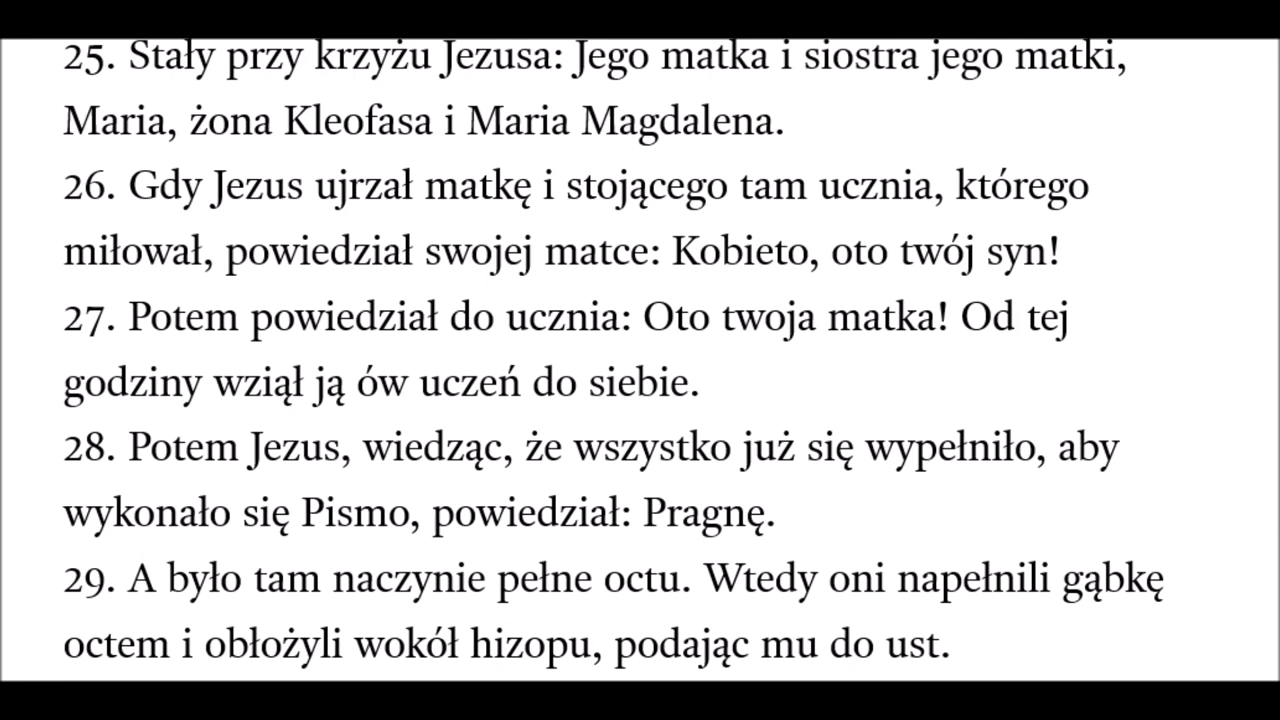 25. Stały przy krzyżu Jezusa: Jego matka i siostra jego matki,
Maria, żona Kleofasa i Maria Magdalena.
26. Gdy Jezus ujrzał matkę i stojącego tam ucznia, którego
miłował, powiedział swojej matce: Kobieto, oto twój syn!
27. Potem powiedział do ucznia: Oto twoja matka! Od tej
godziny wziął ją ów uczeń do siebie.
28. Potem Jezus, wiedząc, że wszystko już się wypełniło, aby
wykonało się Pismo, powiedział: Pragnę.
29. A było tam naczynie pełne octu. Wtedy oni napełnili gąbkę
octem i obłożyli wokół hizopu, podając mu do ust.